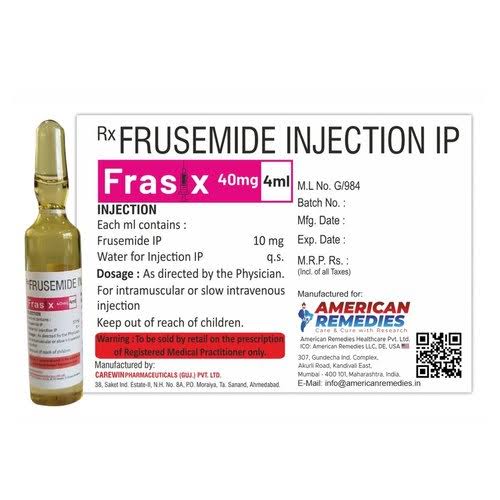 Rx FRUSEMIDE INJECTION IP
Frasix 40mg 4ml
INJECTION
Each ml contains :
Frusemide IP 10 mg
Water for Injection IP q.s.
Dosage : As directed by the Physician.
For intramuscular or slow intravenous
injection
Keep out of reach of children.
Warning : To be sold by retail on the prescription
of Registered Medical Practitioner only.
Manufactured by:
CAREWIN PHARMACEUTICALS (GUJ.) PVT. LTD.
38, Saket Ind. Estate-II, N.H. No. 8A, P.O. Moraiya, Ta. Sanand, Ahmedabad.
M.L No. G/984
Batch No. :
Mfg. Date :
Exp. Date :
M.R.P. Rs. :
(Incl. of all Taxes)
Manufactured for:
AMERICAN
REMEDIES
Care & Cure with Research
American Remedies Healthcare Pvt. Ltd.
ICO: American Remedies LLC, DE, USA
307, Gundecha Ind. Complex,
Akurli Road, Kandivali East,
Mumbai - 400 101, Maharashtra, India.
E-Mail: info@americanremedies.in
FRUSEMIDE INJECTION
Frasix 40mg 4ml
INJECTION